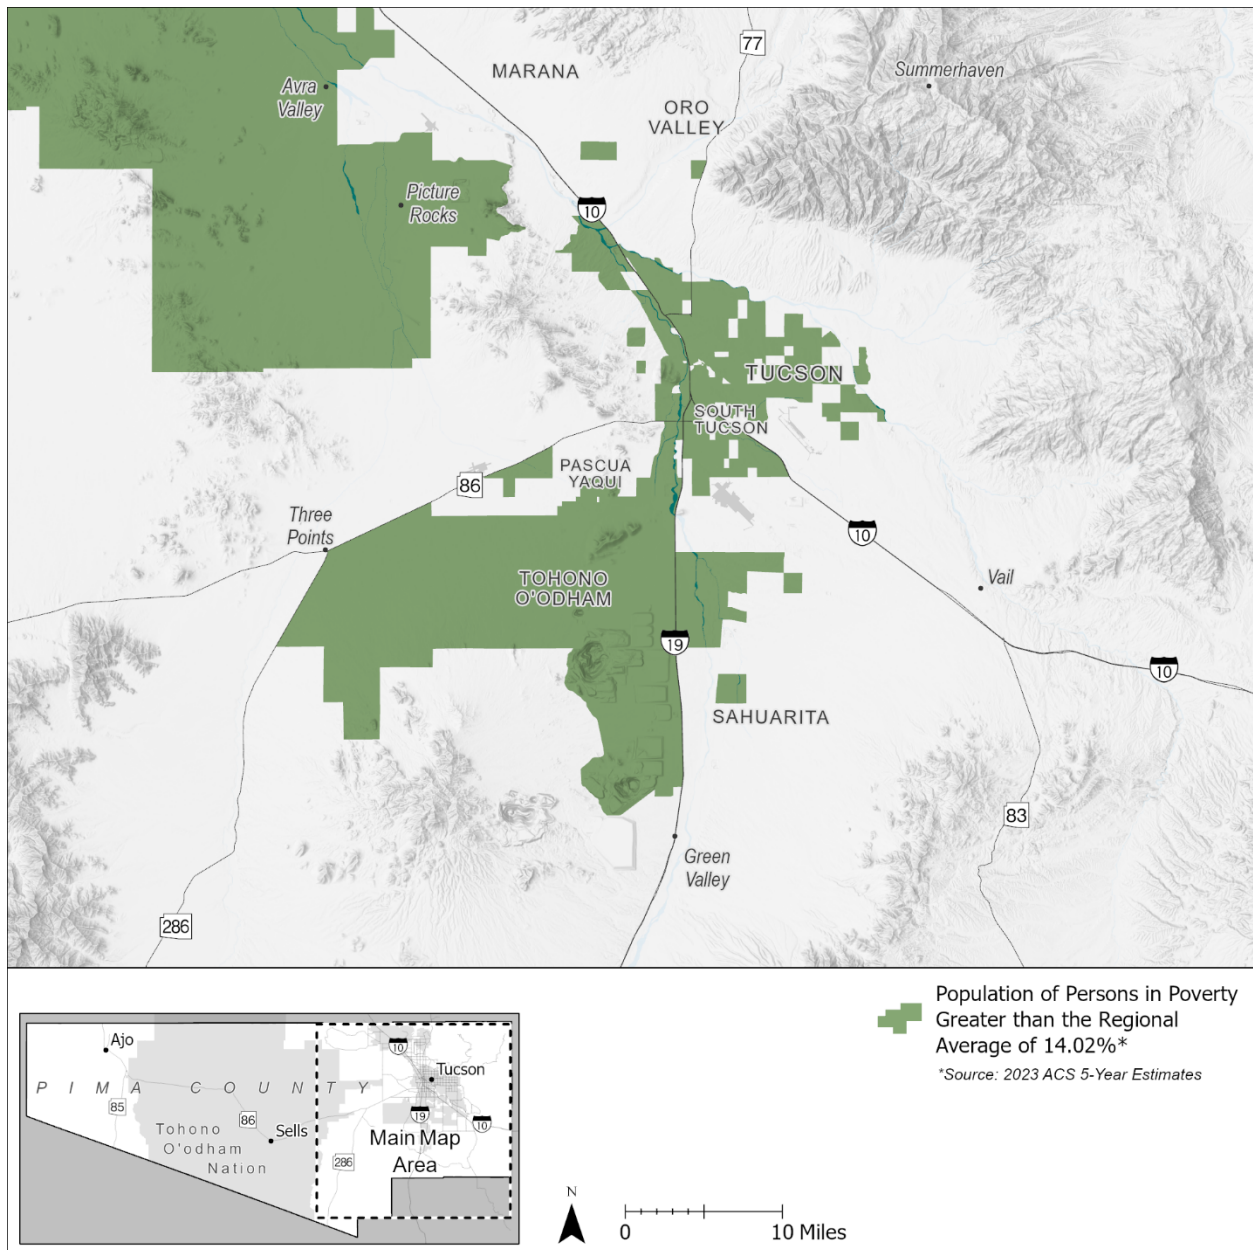 77
MARANA
Summerhaven
Avra
Valley
ORO
VALLEY
Picture
Rocks
10
TUCSON
SOUTH
TUCSON
PASCUA
YAQUI
86
Three
Points
10
TOHONO
O'ODHAM
Vail
19
10
SAHUARITA
83
Green
Valley
286
Population of Persons in Poverty
Greater than the Regional
Average of 14.02%*
*Source: 2023 ACS 5-Year Estimates
Ajo
10
Tucson
PIMA COUNTY
85
86
19
10
Tohono
O'odham
Nation
Sells
Main Map
Area
286
N
0 10 Miles